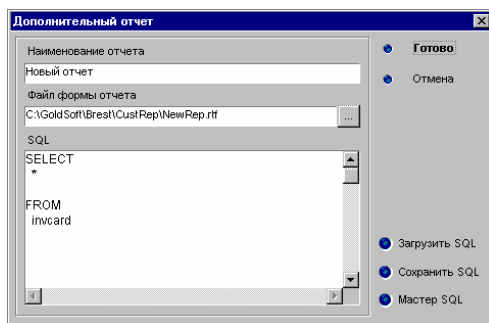 Дополнительный отчет
Наименование отчета
Новый отчет
Файл формы отчета
C:\GoldSoft\Brest\CustRep\NewRep.rtf
...
SQL
SELECT
*
FROM
invcard
Готово
Отмена
Загрузить SQL
Сохранить SQL
Мастер SQL